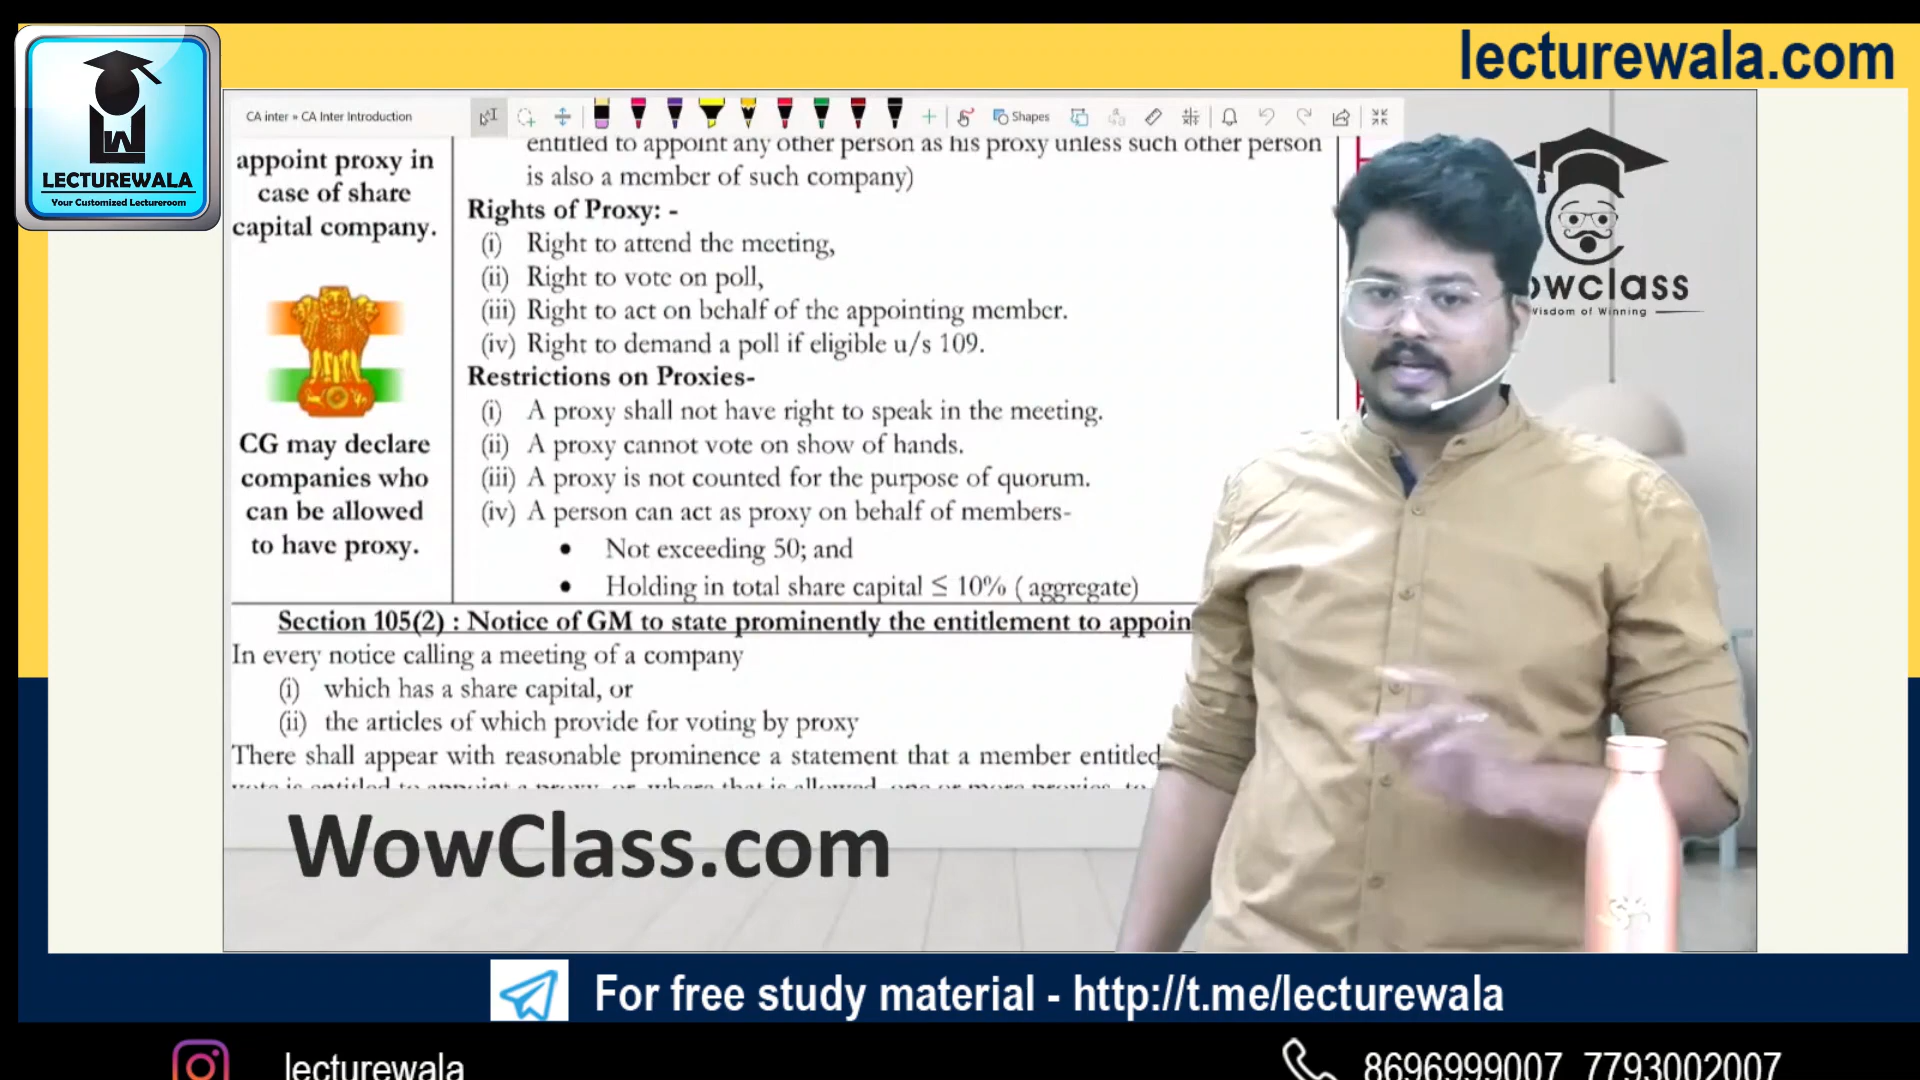 lecturewala.com
LW
LECTUREWALA
Your Customized Lectureroom
CA inter » CA Inter Introduction
Shapes
appoint proxy in
case of share
capital company.
CG may declare
companies who
can be allowed
to have proxy.
entitled to appoint any other person as his proxy unless such other person
is also a member of such company)
Rights of Proxy: -
(i) Right to attend the meeting,
(ii) Right to vote on poll,
(iii) Right to act on behalf of the appointing member.
(iv) Right to demand a poll if eligible u/s 109.
Restrictions on Proxies-
(i) A proxy shall not have right to speak in the meeting.
(ii) A proxy cannot vote on show of hands.
(iii) A proxy is not counted for the purpose of quorum.
(iv) A person can act as proxy on behalf of members-
• Not exceeding 50; and
• Holding in total share capital ≤ 10% ( aggregate)
Section 105(2) : Notice of GM to state prominently the entitlement to appoin
In every notice calling a meeting of a company
(i) which has a share capital, or
(ii) the articles of which provide for voting by proxy
There shall appear with reasonable prominence a statement that a member entitled
owclass
Wisdom of Winning
WowClass.com
For free study material - http://t.me/lecturewala
lecturewala
8696999007, 7793002007